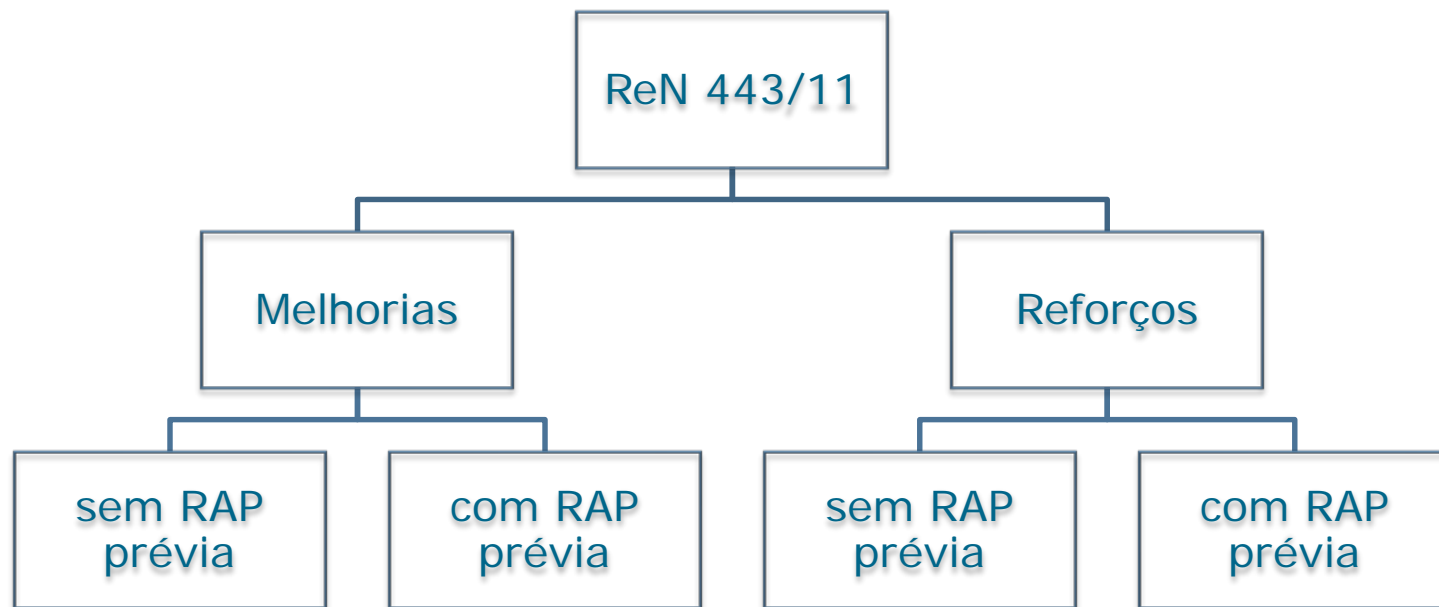 ReN 443/11
Melhorias
Reforços
sem RAP
prévia
com RAP
prévia
sem RAP
prévia
com RAP
prévia